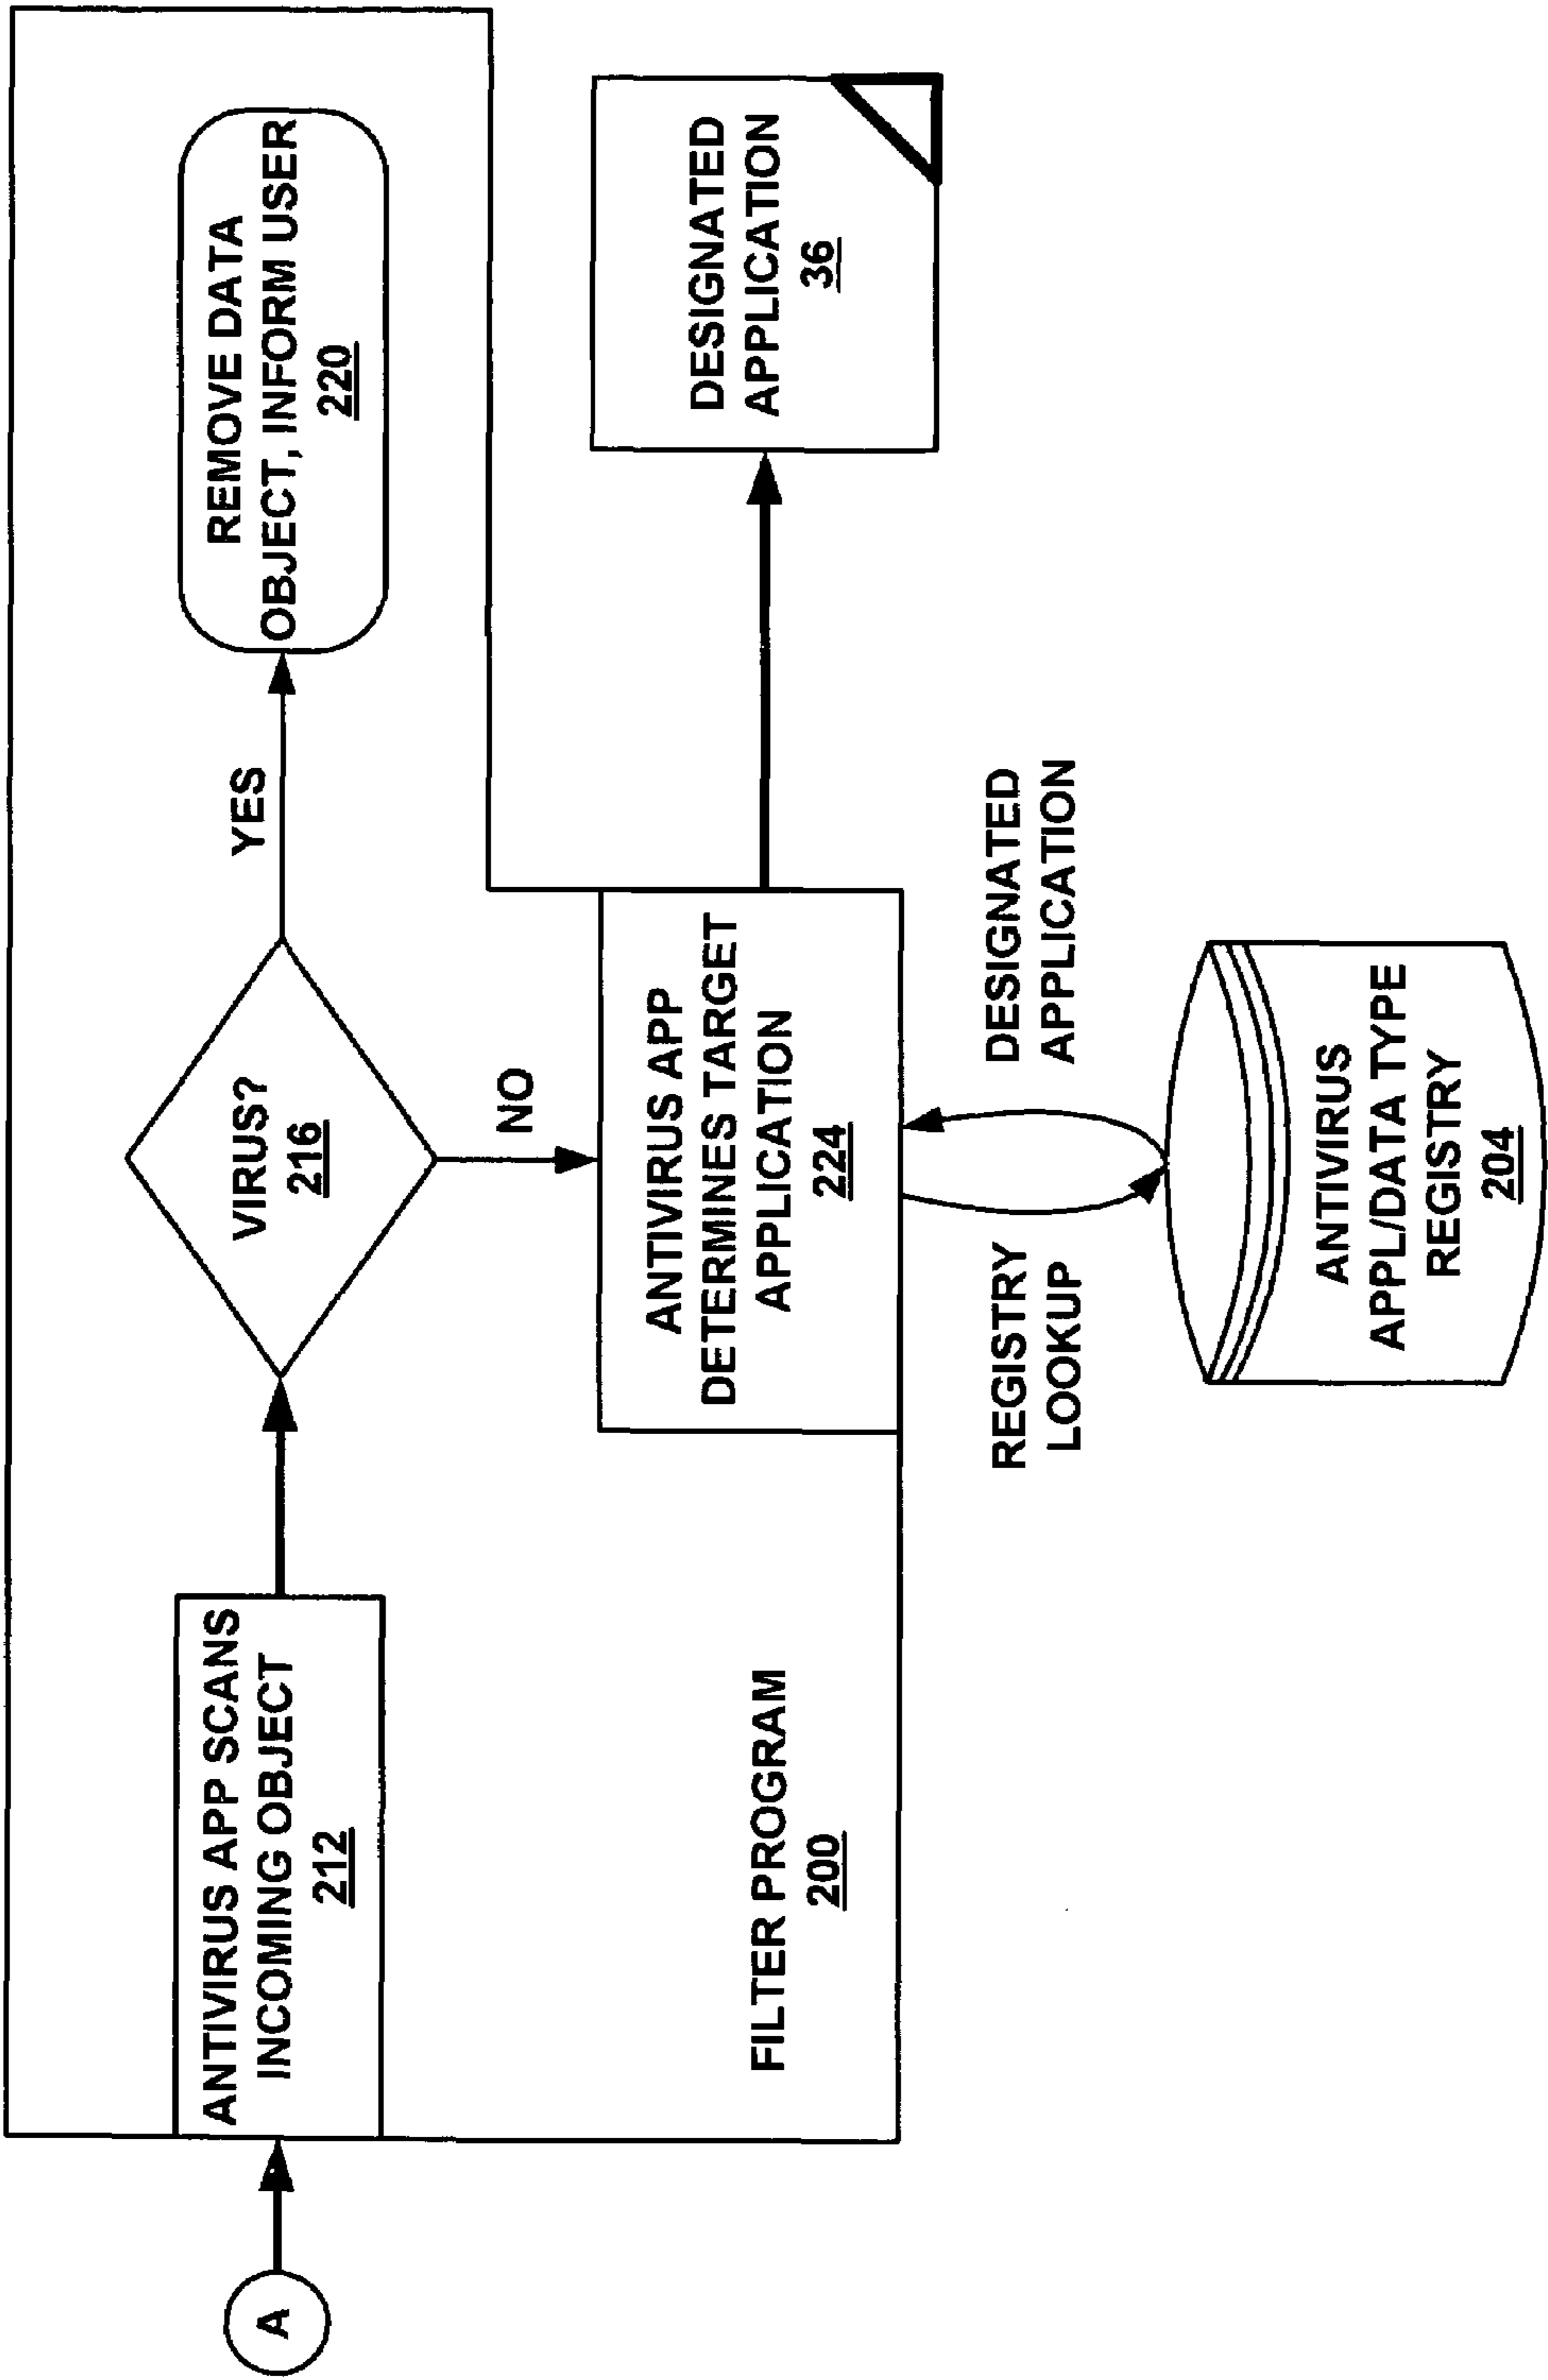 A
ANTIVIRUS APP SCANS
INCOMING OBJECT
212
VIRUS?
216
YES
REMOVE DATA
OBJECT, INFORM USER
220
NO
FILTER PROGRAM
200
ANTIVIRUS APP
DETERMINES TARGET
APPLICATION
224
DESIGNATED
APPLICATION
36
REGISTRY
LOOKUP
DESIGNATED
APPLICATION
ANTIVIRUS
APPL/DATA TYPE
REGISTRY
204